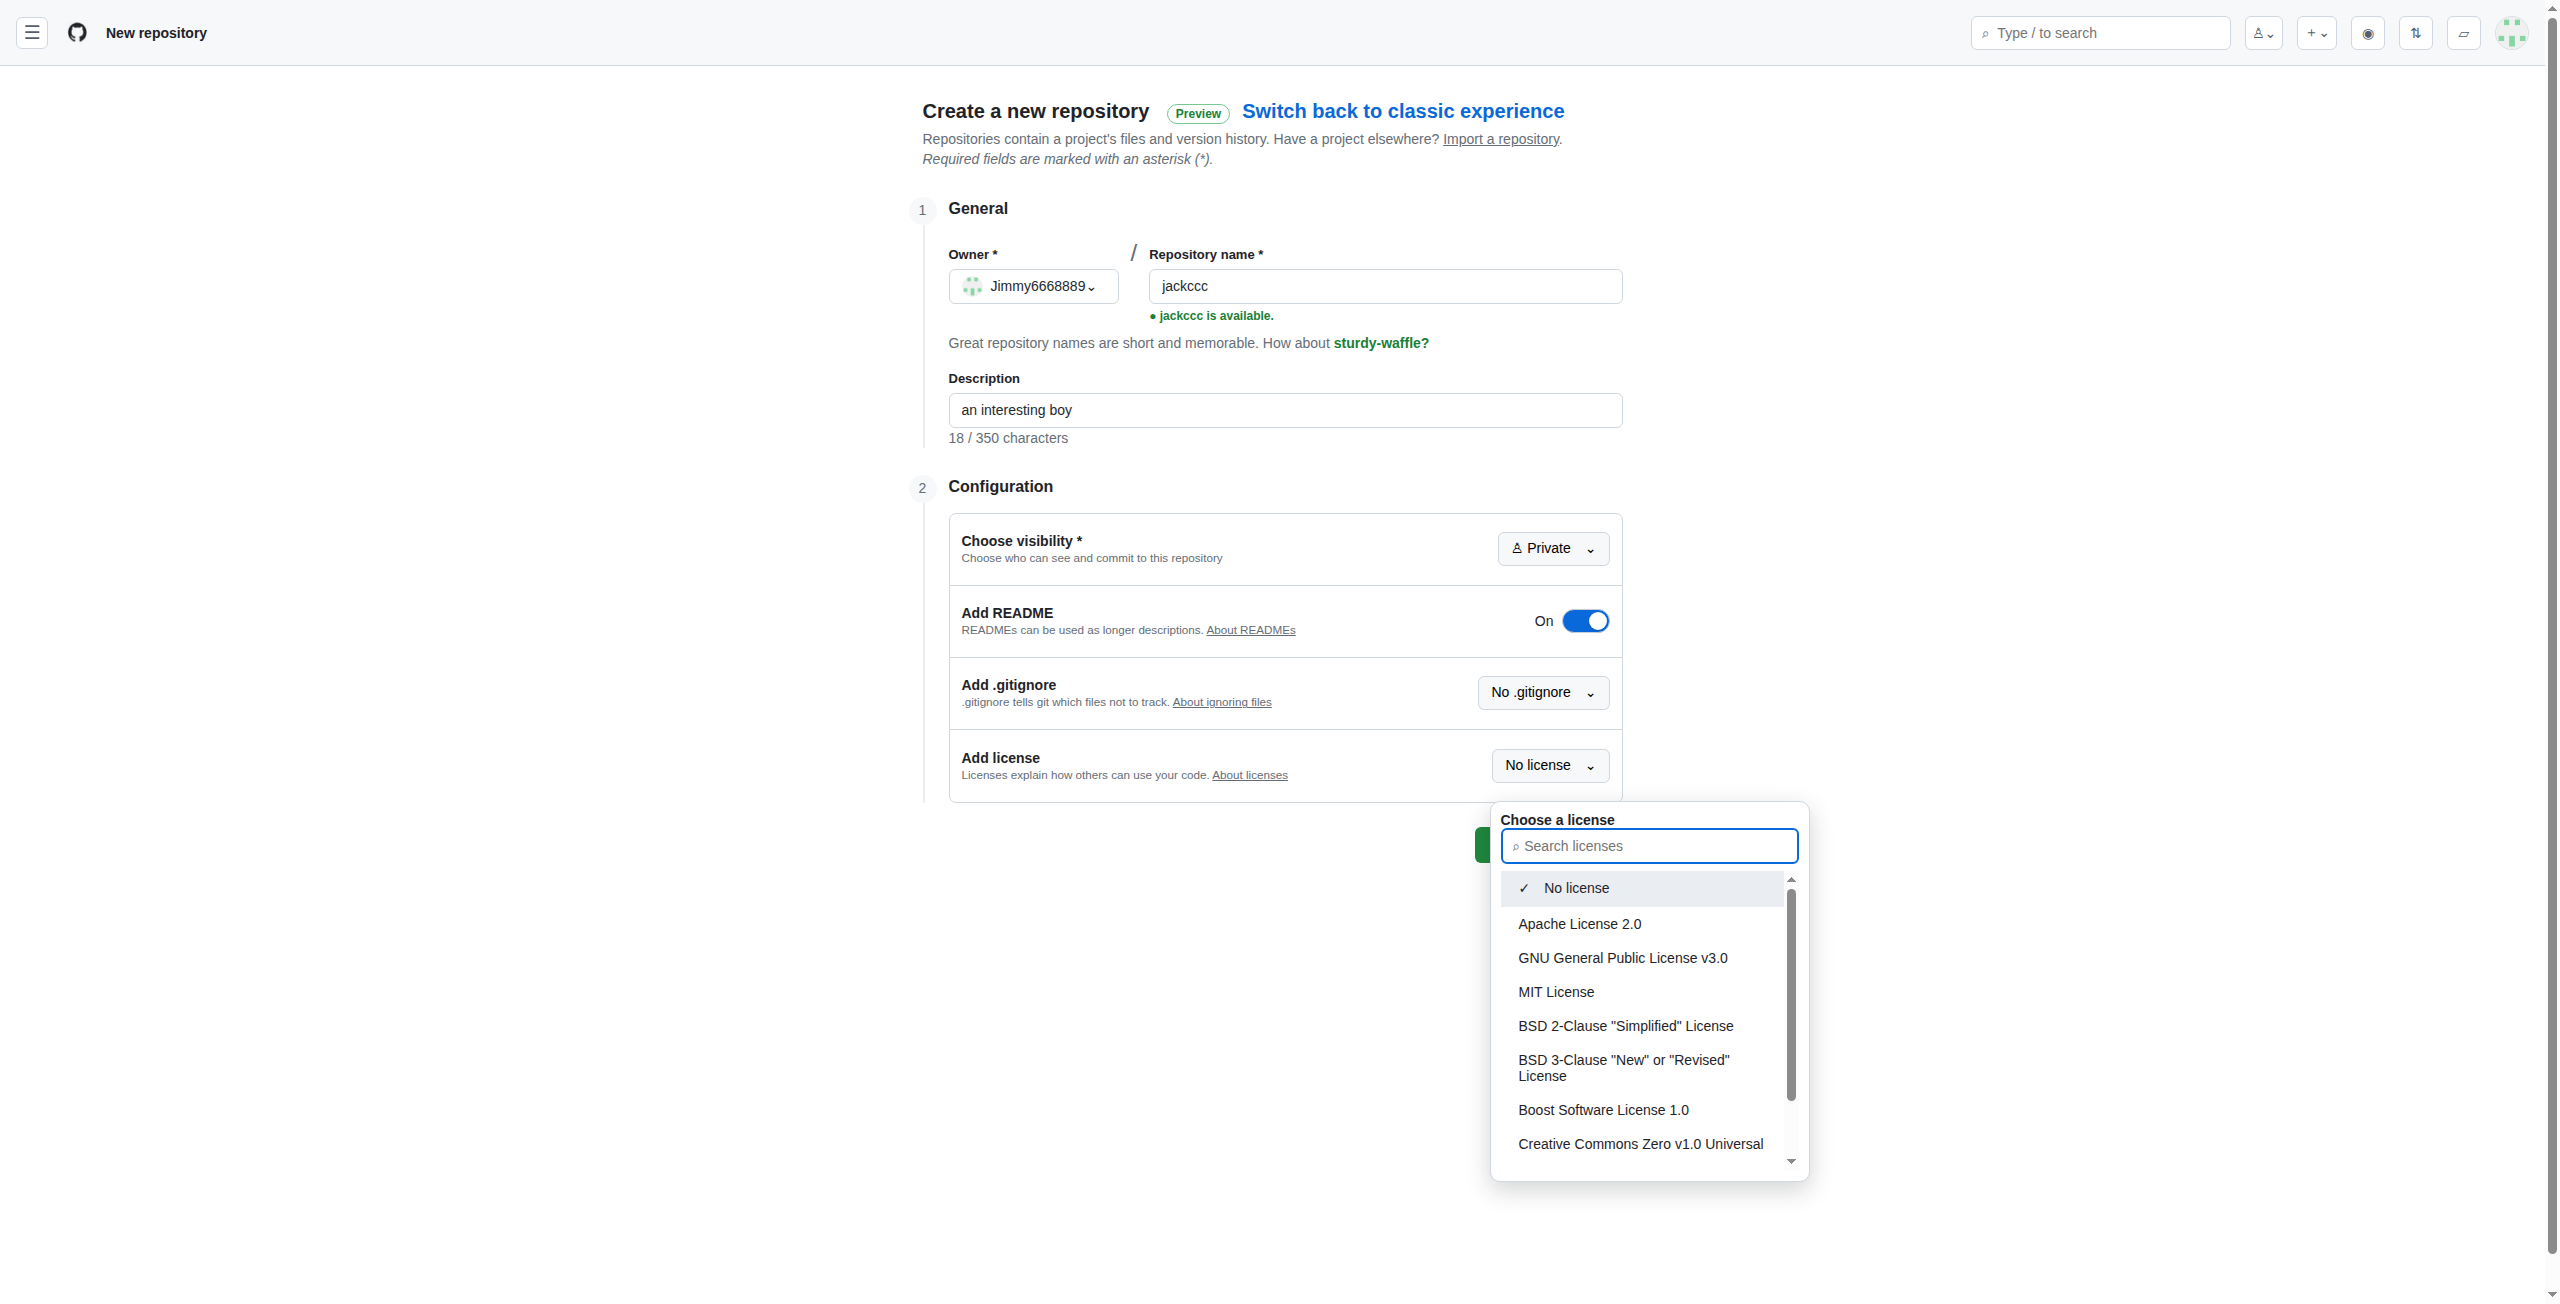 New repository
Type / to search
Create a new repository Preview Switch back to classic experience
Repositories contain a project's files and version history. Have a project elsewhere? Import a repository.
Required fields are marked with an asterisk (*).
1 General
Owner * / Repository name *
Jimmy6668889 jackccc
● jackccc is available.
Great repository names are short and memorable. How about sturdy-waffle?
Description
an interesting boy
18 / 350 characters
2 Configuration
Choose visibility *
Choose who can see and commit to this repository
Private
Add README
READMEs can be used as longer descriptions. About READMEs
On
Add .gitignore
.gitignore tells git which files not to track. About ignoring files
No .gitignore
Add license
Licenses explain how others can use your code. About licenses
No license
Choose a license
Search licenses
✓ No license
Apache License 2.0
GNU General Public License v3.0
MIT License
BSD 2-Clause "Simplified" License
BSD 3-Clause "New" or "Revised"
License
Boost Software License 1.0
Creative Commons Zero v1.0 Universal